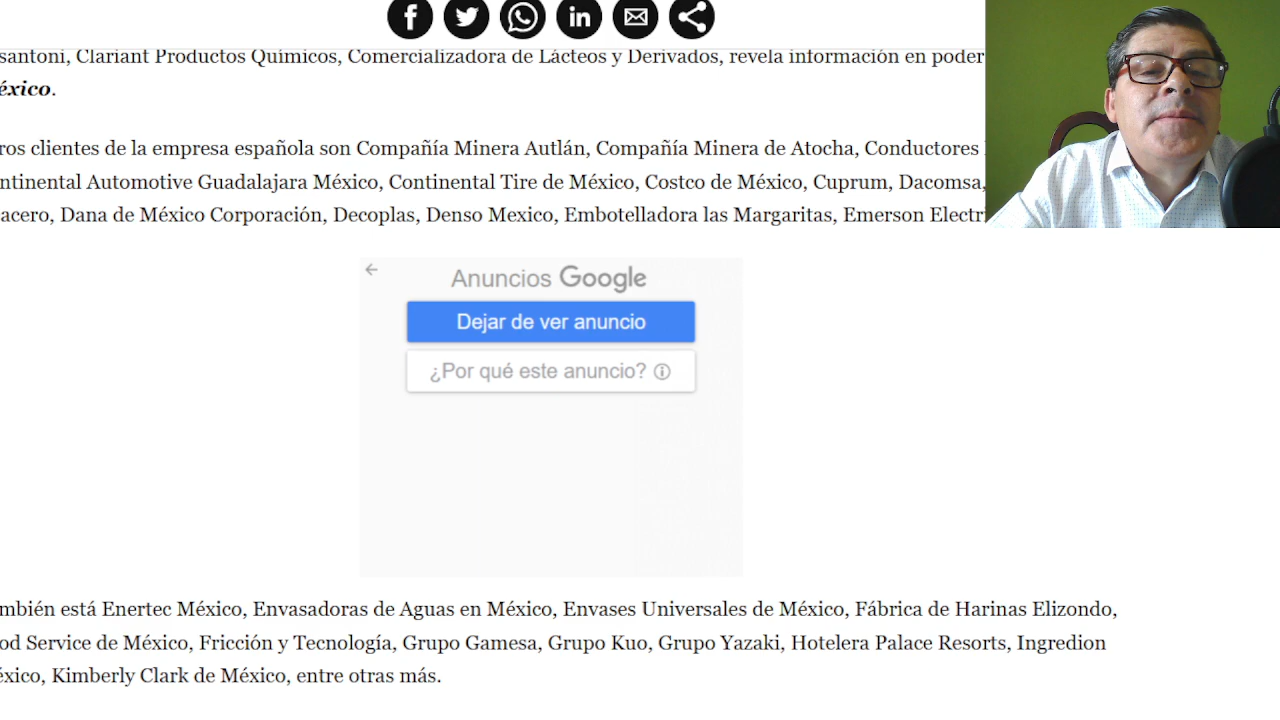 santoni, Clariant Productos Químicos, Comercializadora de Lácteos y Derivados, revela información en poder
éxico.
ros clientes de la empresa española son Compañía Minera Autlán, Compañía Minera de Atocha, Conductores
ntinental Automotive Guadalajara México, Continental Tire de México, Costco de México, Cuprum, Dacomsa,
acero, Dana de México Corporación, Decoplas, Denso Mexico, Embotelladora las Margaritas, Emerson Electri
Anuncios Google
Dejar de ver anuncio
¿Por qué este anuncio?
mbién está Enertec México, Envasadoras de Aguas en México, Envases Universales de México, Fábrica de Harinas Elizondo,
od Service de México, Fricción y Tecnología, Grupo Gamesa, Grupo Kuo, Grupo Yazaki, Hotelera Palace Resorts, Ingredion
éxico, Kimberly Clark de México, entre otras más.